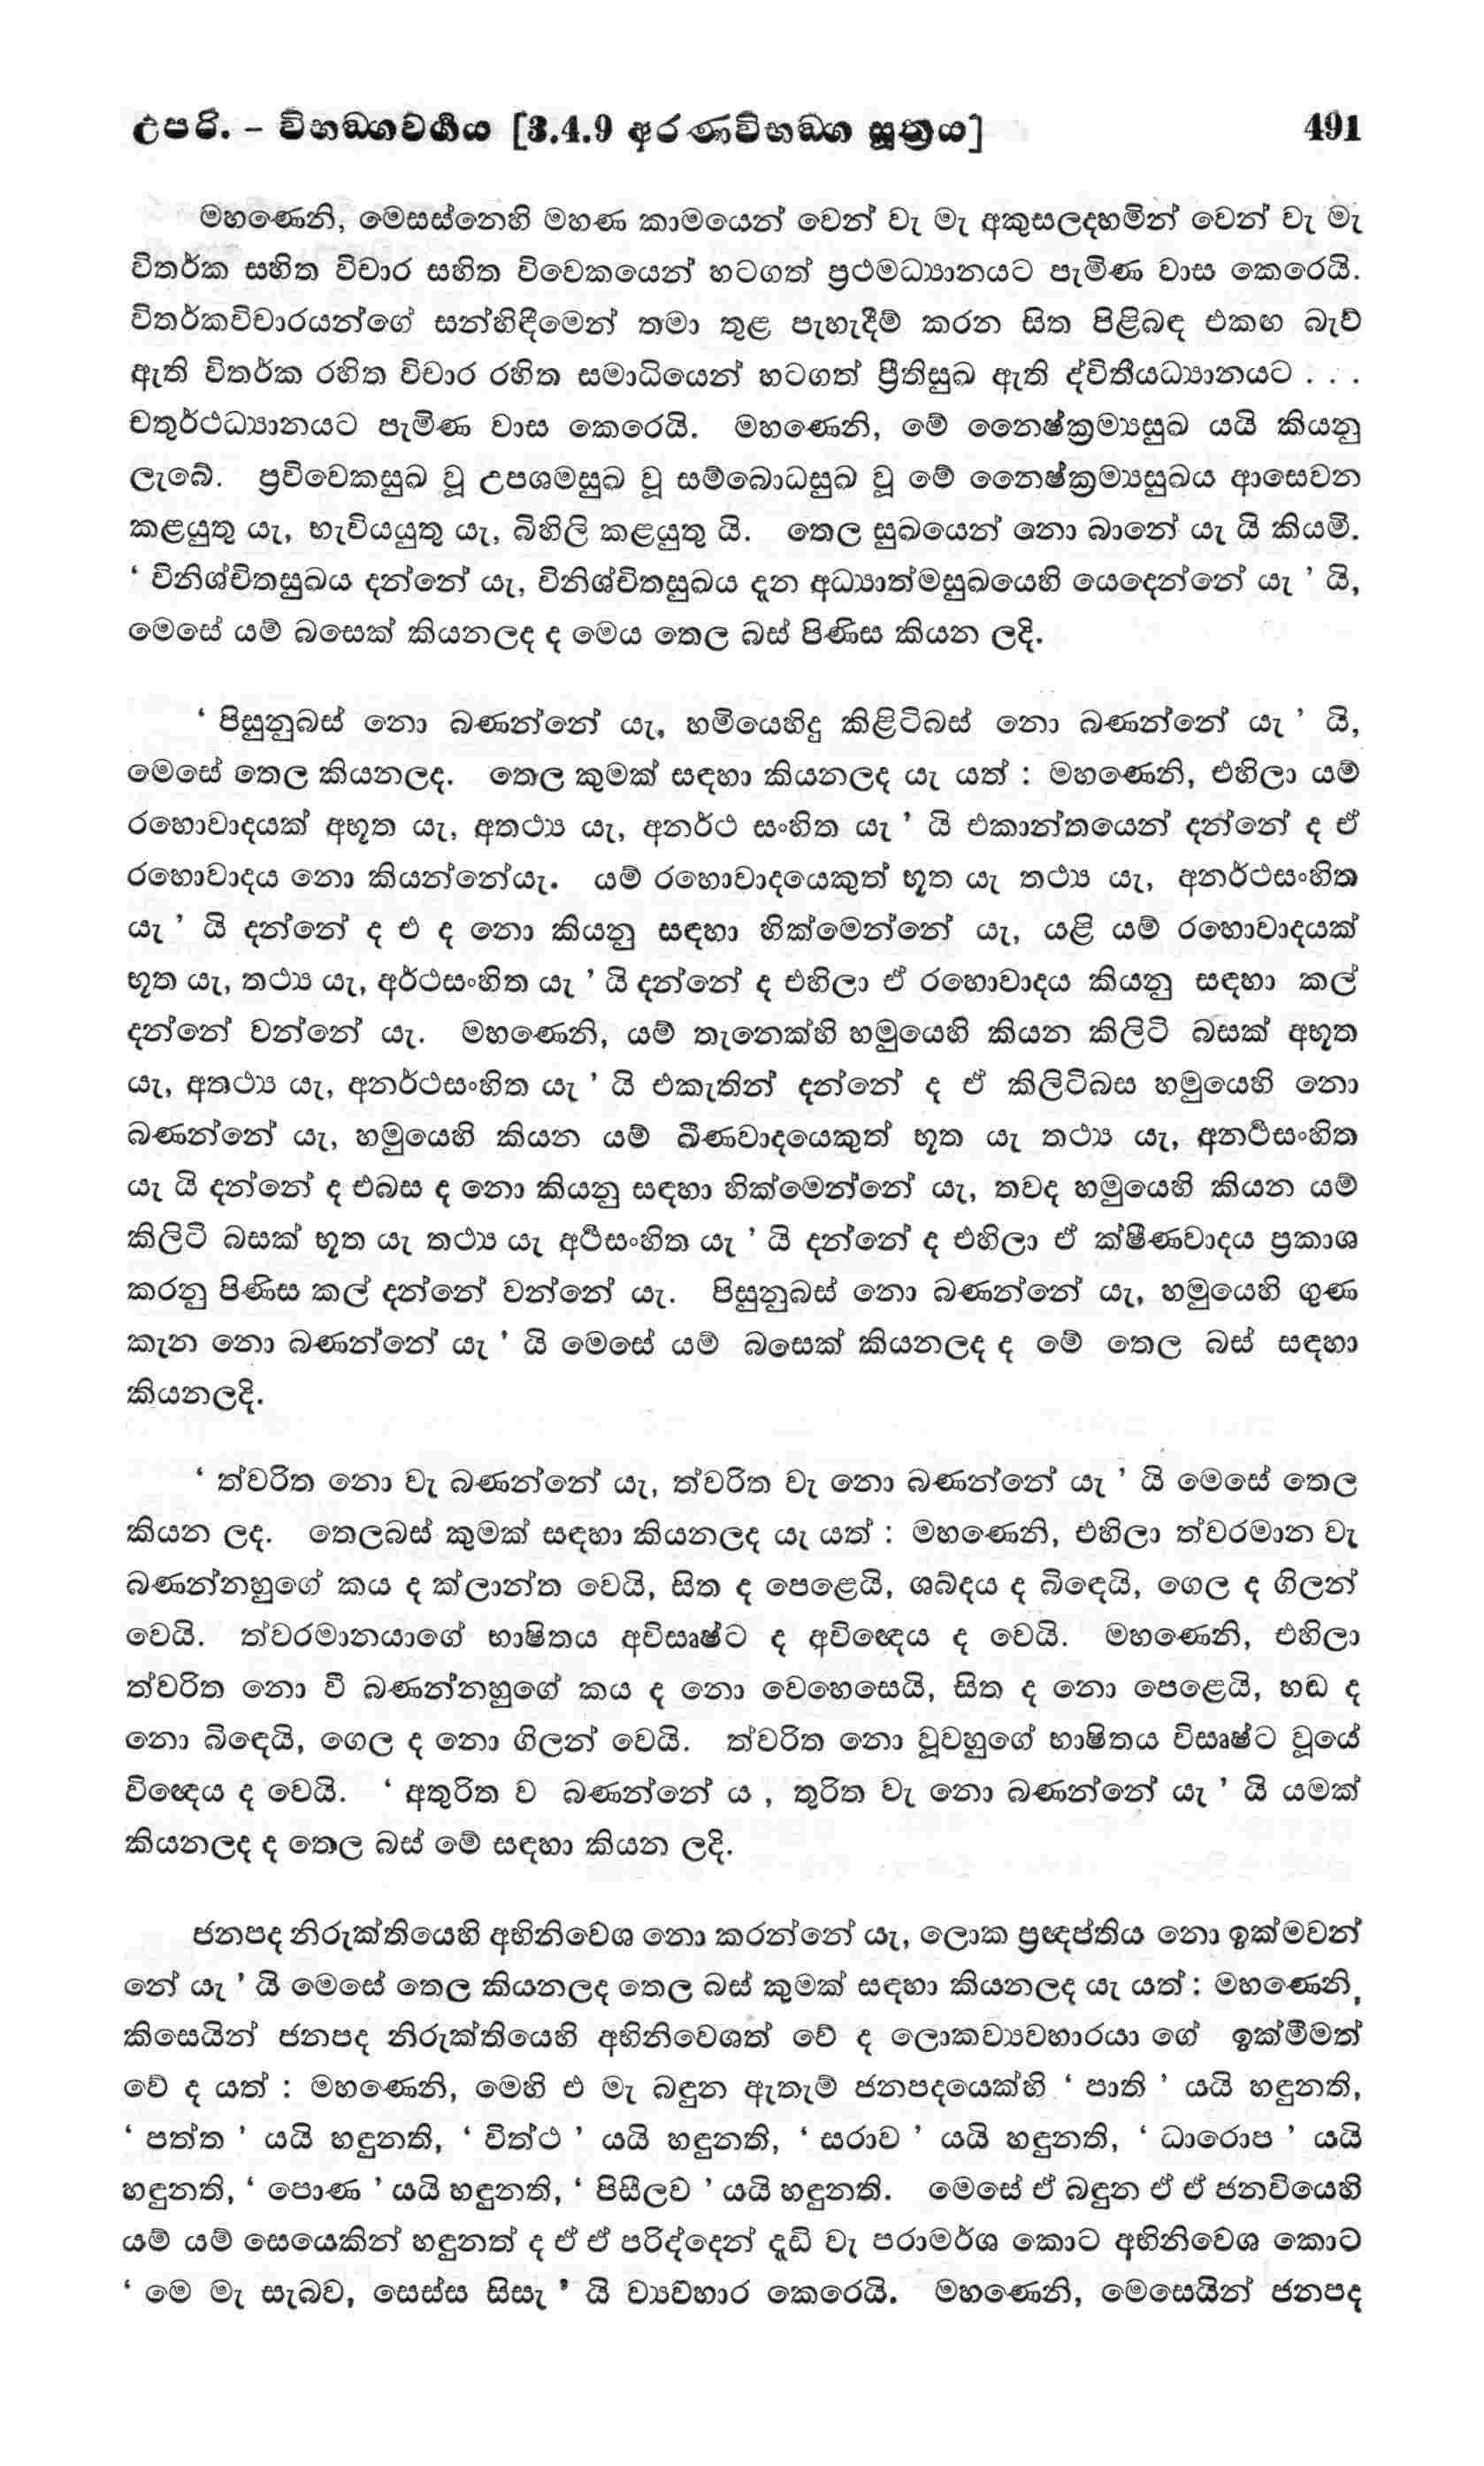 උපරි. – විභඞ්ගවර්ගය [3.4.9 අරණවිභඞ්ග සූත්‍රය] 491
මහණෙනි, මෙසස්නෙහි මහණ කාමයෙන් වෙන් වැ මැ අකුසලදහමින් වෙන් වැ මැ
විතර්ක සහිත විචාර සහිත විවෙකයෙන් හටගත් ප්‍රථමධ්‍යානයට පැමිණ වාස කෙරෙයි.
විතර්කවිචාරයන්ගේ සන්හිඳීමෙන් තමා තුළ පැහැදීම් කරන සිත පිළිබඳ එකඟ බැව්
ඇති විතර්ක රහිත විචාර රහිත සමාධියෙන් හටගත් ප්‍රීතිසුඛ ඇති ද්විතීයධ්‍යානයට . . .
චතුර්ථධ්‍යානයට පැමිණ වාස කෙරෙයි. මහණෙනි, මේ නෛෂ්ක්‍රම්‍යසුඛ යයි කියනු
ලැබේ. ප්‍රවිවෙකසුඛ වූ උපශමසුඛ වූ සම්බොධසුඛ වූ මේ නෛෂ්ක්‍රම්‍යසුඛය ආසෙවන
කළයුතු යැ, භැවියයුතු යැ, බිහිලි කළයුතු යි. තෙල සුඛයෙන් නො බානේ යැ යි කියමි.
‘ විනිශ්චිතසුඛය දන්නේ යැ, විනිශ්චිතසුඛය දැන අධ්‍යාත්මසුඛයෙහි යෙදෙන්නේ යැ ’ යි,
මෙසේ යම් බසෙක් කියනලද ද මෙය තෙල බස් පිණිස කියන ලදි.
‘ පිසුනුබස් නො බණන්නේ යැ, හමියෙහිදු කිළිටිබස් නො බණන්නේ යැ ’ යි,
මෙසේ තෙල කියනලද. තෙල කුමක් සඳහා කියනලද යැ යත් : මහණෙනි, එහිලා යම්
රහොවාදයක් අභූත යැ, අතථ්‍ය යැ, අනර්ථ සංහිත යැ ’ යි එකාන්තයෙන් දන්නේ ද ඒ
රහොවාදය නො කියන්නේයැ. යම් රහොවාදයෙකුත් භූත යැ තථ්‍ය යැ, අනර්ථසංහිත
යැ ’ යි දන්නේ ද එ ද නො කියනු සඳහා හික්මෙන්නේ යැ, යළි යම් රහොවාදයක්
භූත යැ, තථ්‍ය යැ, අර්ථසංහිත යැ ’ යි දන්නේ ද එහිලා ඒ රහොවාදය කියනු සඳහා කල්
දන්නේ වන්නේ යැ. මහණෙනි, යම් තැනෙක්හි හමුයෙහි කියන කිලිටි බසක් අභූත
යැ, අතථ්‍ය යැ, අනර්ථසංහිත යැ ’ යි එකැතින් දන්නේ ද ඒ කිලිටිබස හමුයෙහි නො
බණන්නේ යැ, හමුයෙහි කියන යම් ඛීණවාදයෙකුත් භූත යැ තථ්‍ය යැ, අනර්‍ථසංහිත
යැ යි දන්නේ ද එබස ද නො කියනු සඳහා හික්මෙන්නේ යැ, තවද හමුයෙහි කියන යම්
කිලිටි බසක් භූත යැ තථ්‍ය යැ අර්‍ථසංහිත යැ ’ යි දන්නේ ද එහිලා ඒ ක්ෂීණවාදය ප්‍රකාශ
කරනු පිණිස කල් දන්නේ වන්නේ යැ. පිසුනුබස් නො බණන්නේ යැ, හමුයෙහි ගුණ
කැන නො බණන්නේ යැ ’ යි මෙසේ යම් බසෙක් කියනලද ද මේ තෙල බස් සඳහා
කියනලදි.
‘ ත්වරිත නො වැ බණන්නේ යැ, ත්වරිත වැ නො බණන්නේ යැ ’ යි මෙසේ තෙල
කියන ලද. තෙලබස් කුමක් සඳහා කියනලද යැ යත් : මහණෙනි, එහිලා ත්වරමාන වැ
බණන්නහුගේ කය ද ක්ලාන්ත වෙයි, සිත ද පෙළෙයි, ශබ්දය ද බිඳෙයි, ගෙල ද ගිලන්
වෙයි. ත්වරමානයාගේ භාෂිතය අවිසෘෂ්ට ද අවිඥෙය ද වෙයි. මහණෙනි, එහිලා
ත්වරිත නො වී බණන්නහුගේ කය ද නො වෙහෙසෙයි, සිත ද නො පෙළෙයි, හඬ ද
නො බිඳෙයි, ගෙල ද නො ගිලන් වෙයි. ත්වරිත නො වූවහුගේ භාෂිතය විසෘෂ්ට වූයේ
විඥෙය ද වෙයි. ‘ අතුරිත ව බණන්නේ ය , තුරිත වැ නො බණන්නේ යැ ’ යි යමක්
කියනලද ද තෙල බස් මේ සඳහා කියන ලදි.
ජනපද නිරුක්තියෙහි අභිනිවේශ නො කරන්නේ යැ, ලොක ප්‍රඥප්තිය නො ඉක්මවන්
නේ යැ ’ යි මෙසේ තෙල කියනලද තෙල බස් කුමක් සඳහා කියනලද යැ යත් : මහණෙනි,
කිසෙයින් ජනපද නිරුක්තියෙහි අභිනිවෙශත් වේ ද ලොකව්‍යවහාරයා ගේ ඉක්මීමත්
වේ ද යත් : මහණෙනි, මෙහි එ මැ බඳුන ඇතැම් ජනපදයෙක්හි ‘ පාති ’ යයි හඳුනති,
‘ පත්ත ’ යයි හඳුනති, ‘ විත්ථ ’ යයි හඳුනති, ‘ සරාව ’ යයි හඳුනති, ‘ ධාරොප ’ යයි
හඳුනති, ‘ පොණ ’ යයි හඳුනති, ‘ පිසීලව ’ යයි හඳුනති. මෙසේ ඒ බඳුන ඒ ඒ ජනවියෙහි
යම් යම් සෙයෙකින් හඳුනත් ද ඒ ඒ පරිද්දෙන් දැඩි වැ පරාමර්ශ කොට අභිනිවේශ කොට
‘ මෙ මැ සැබව, සෙස්ස සිසැ ’ යි ව්‍යවහාර කෙරෙයි. මහණෙනි, මෙසෙයින් ජනපද